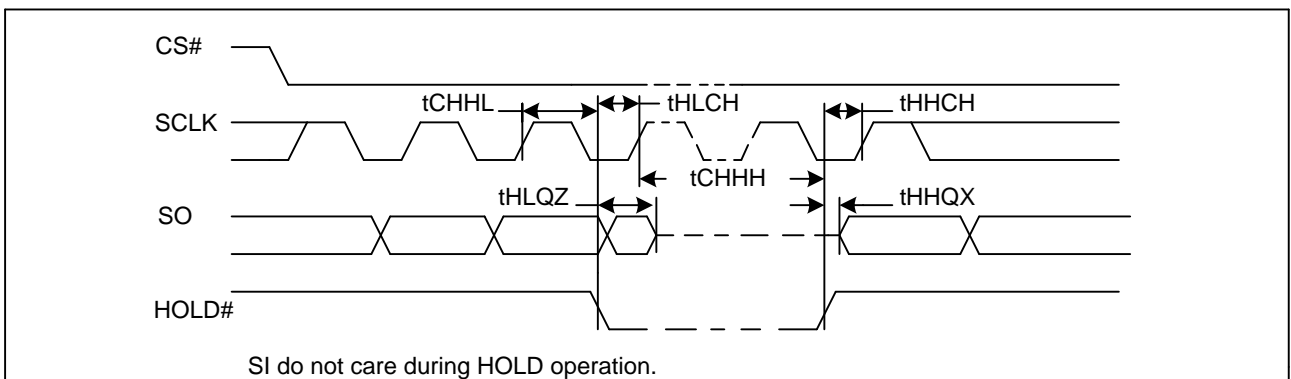 CS#
tCHHL
tHLCH
tHHCH
SCLK
tCHHH
tHLQZ
tHHQX
SO
HOLD#
SI do not care during HOLD operation.